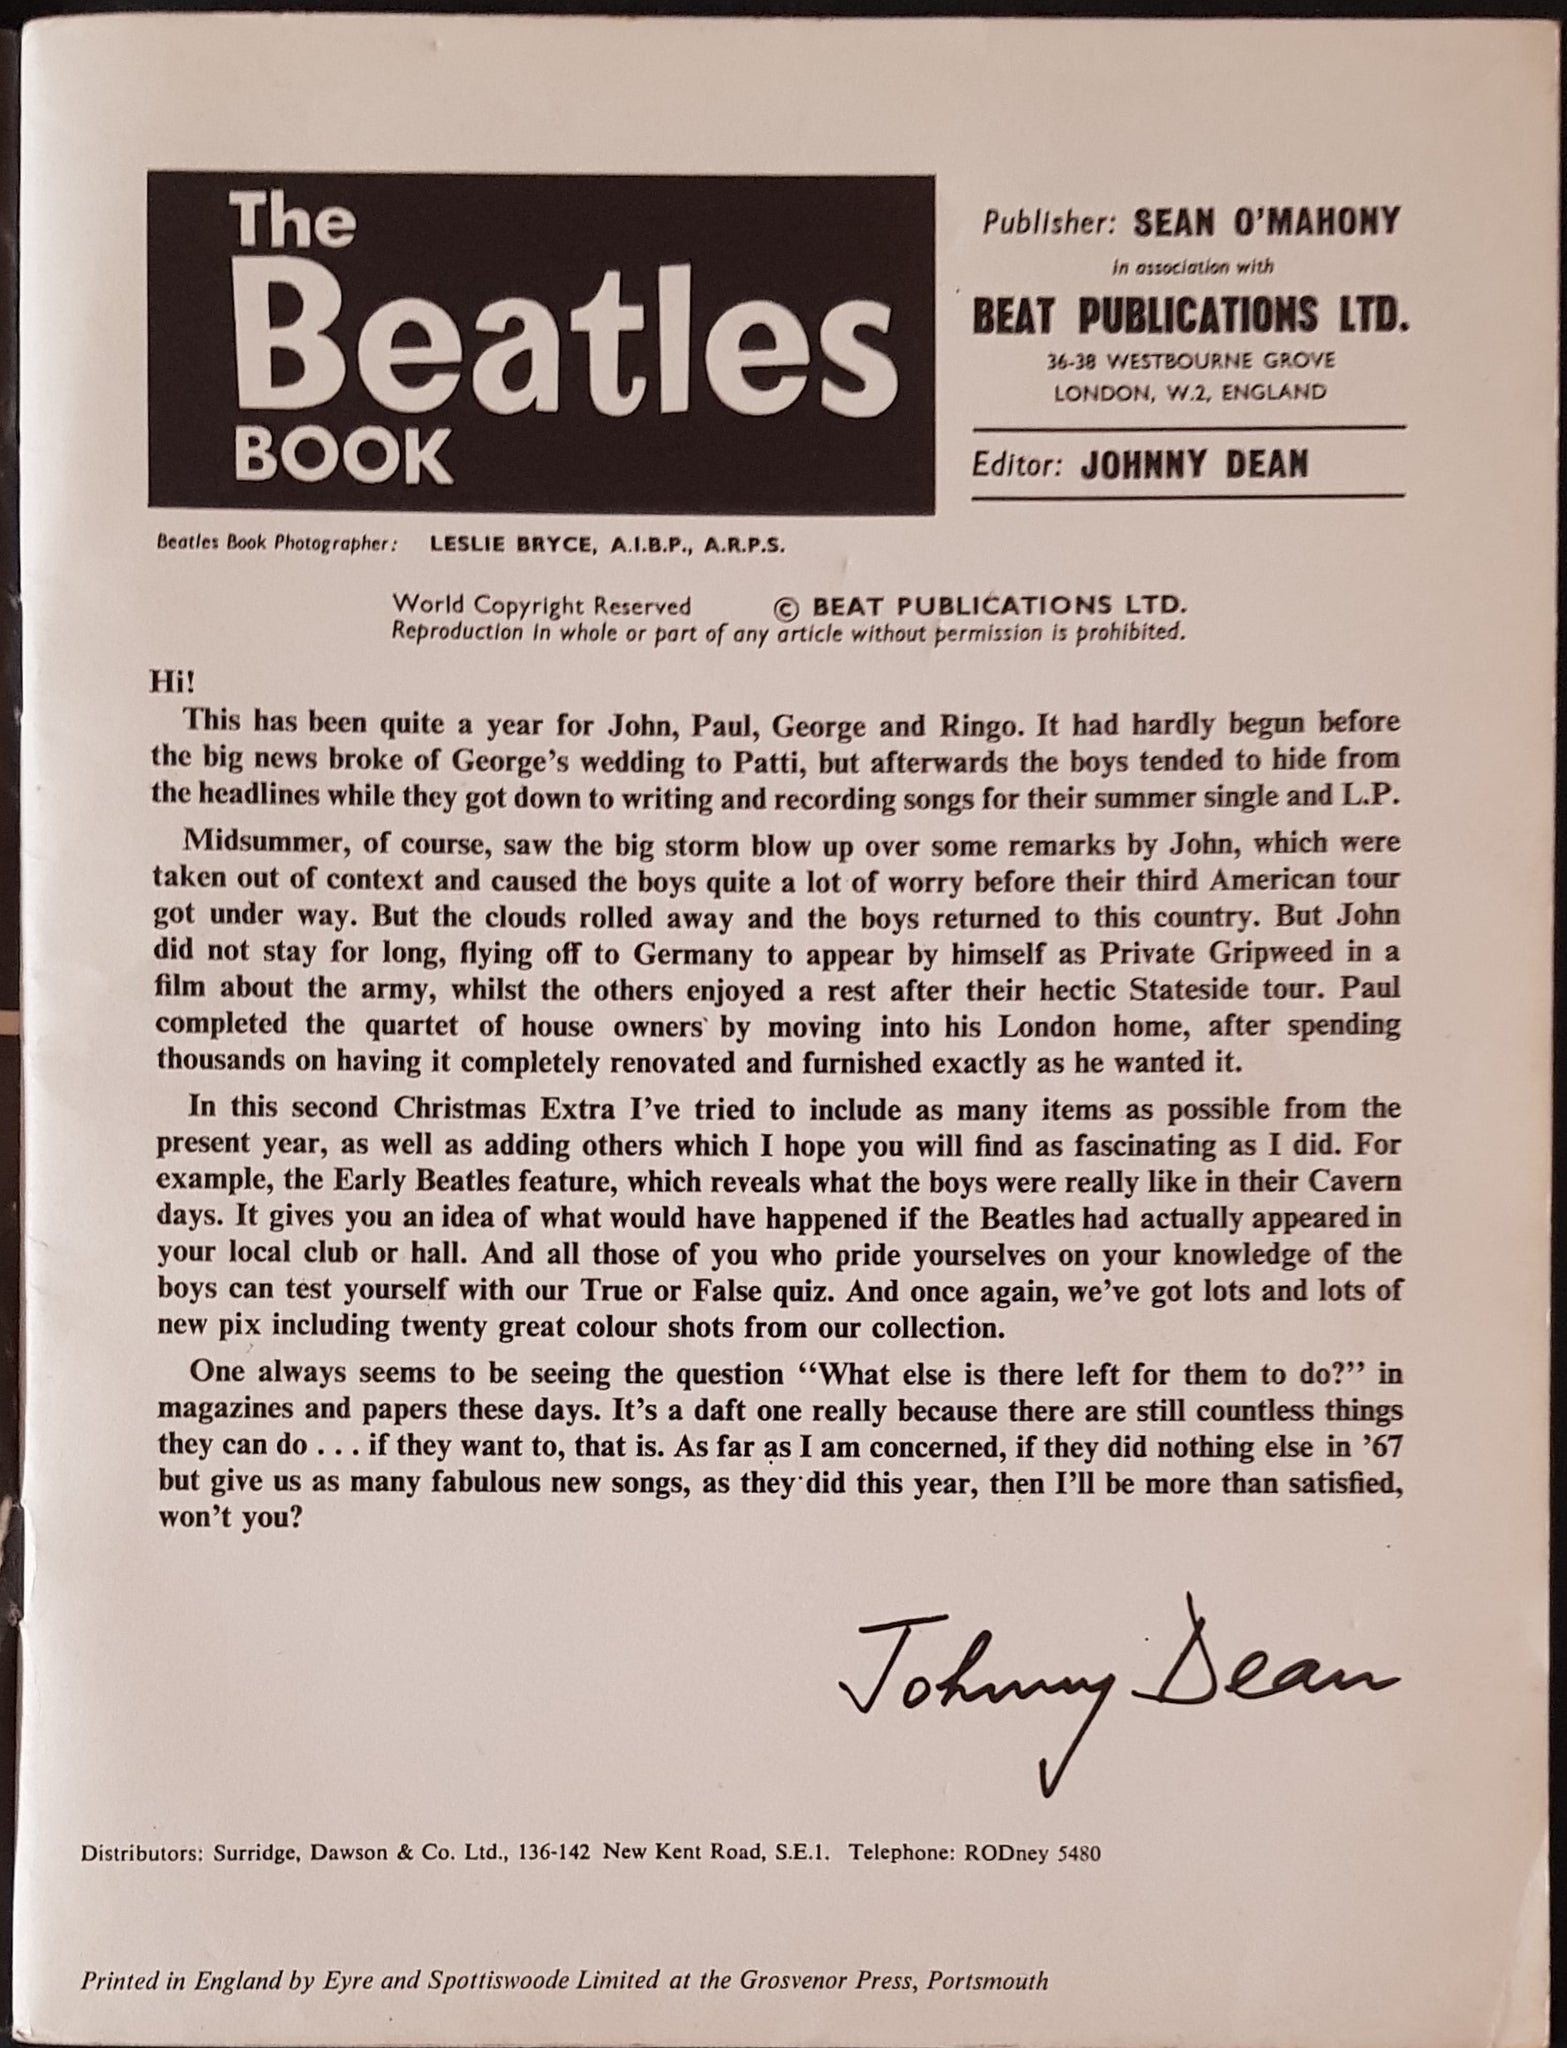 The
Beatles
BOOK
Publisher: SEAN O'MAHONY
in association with
BEAT PUBLICATIONS LTD.
36-38 WESTBOURNE GROVE
LONDON, W.2, ENGLAND
Editor: JOHNNY DEAN
Beatles Book Photographer: LESLIE BRYCE, A.I.B.P., A.R.P.S.
World Copyright Reserved © BEAT PUBLICATIONS LTD.
Reproduction in whole or part of any article without permission is prohibited.
Hi!
This has been quite a year for John, Paul, George and Ringo. It had hardly begun before
the big news broke of George's wedding to Patti, but afterwards the boys tended to hide from
the headlines while they got down to writing and recording songs for their summer single and L.P.
Midsummer, of course, saw the big storm blow up over some remarks by John, which were
taken out of context and caused the boys quite a lot of worry before their third American tour
got under way. But the clouds rolled away and the boys returned to this country. But John
did not stay for long, flying off to Germany to appear by himself as Private Gripweed in a
film about the army, whilst the others enjoyed a rest after their hectic Stateside tour. Paul
completed the quartet of house owners by moving into his London home, after spending
thousands on having it completely renovated and furnished exactly as he wanted it.
In this second Christmas Extra I've tried to include as many items as possible from the
present year, as well as adding others which I hope you will find as fascinating as I did. For
example, the Early Beatles feature, which reveals what the boys were really like in their Cavern
days. It gives you an idea of what would have happened if the Beatles had actually appeared in
your local club or hall. And all those of you who pride yourselves on your knowledge of the
boys can test yourself with our True or False quiz. And once again, we've got lots and lots of
new pix including twenty great colour shots from our collection.
One always seems to be seeing the question "What else is there left for them to do?" in
magazines and papers these days. It's a daft one really because there are still countless things
they can do . . . if they want to, that is. As far as I am concerned, if they did nothing else in '67
but give us as many fabulous new songs, as they did this year, then I'll be more than satisfied,
won't you?
Johnny Dean
Distributors: Surridge, Dawson & Co. Ltd., 136-142 New Kent Road, S.E.1. Telephone: RODney 5480
Printed in England by Eyre and Spottiswoode Limited at the Grosvenor Press, Portsmouth